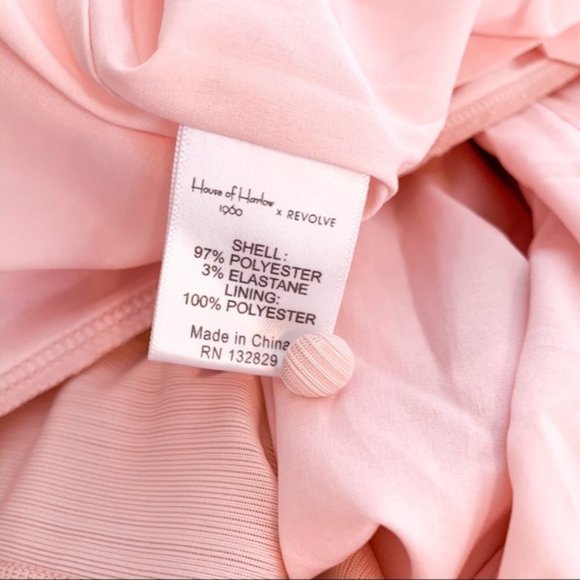 House of Harlow
1960 x REVOLVE
SHELL:
97% POLYESTER
3% ELASTANE
LINING:
100% POLYESTER
Made in China
RN 132829